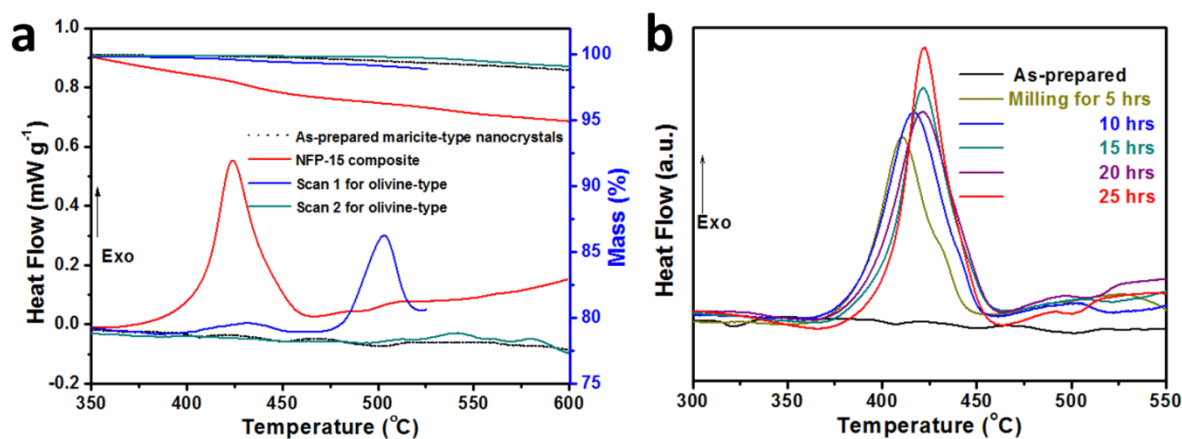 a
1.0
0.8
0.6
0.4
0.2
0.0
-0.2
Heat Flow (mW g⁻¹)
Exo
As-prepared maricite-type nanocrystals
NFP-15 composite
Scan 1 for olivine-type
Scan 2 for olivine-type
100
95
90
85
80
75
Mass (%)
350 400 450 500 550 600
Temperature (°C)
b
Heat Flow (a.u.)
Exo
As-prepared
Milling for 5 hrs
10 hrs
15 hrs
20 hrs
25 hrs
300 350 400 450 500 550
Temperature (°C)